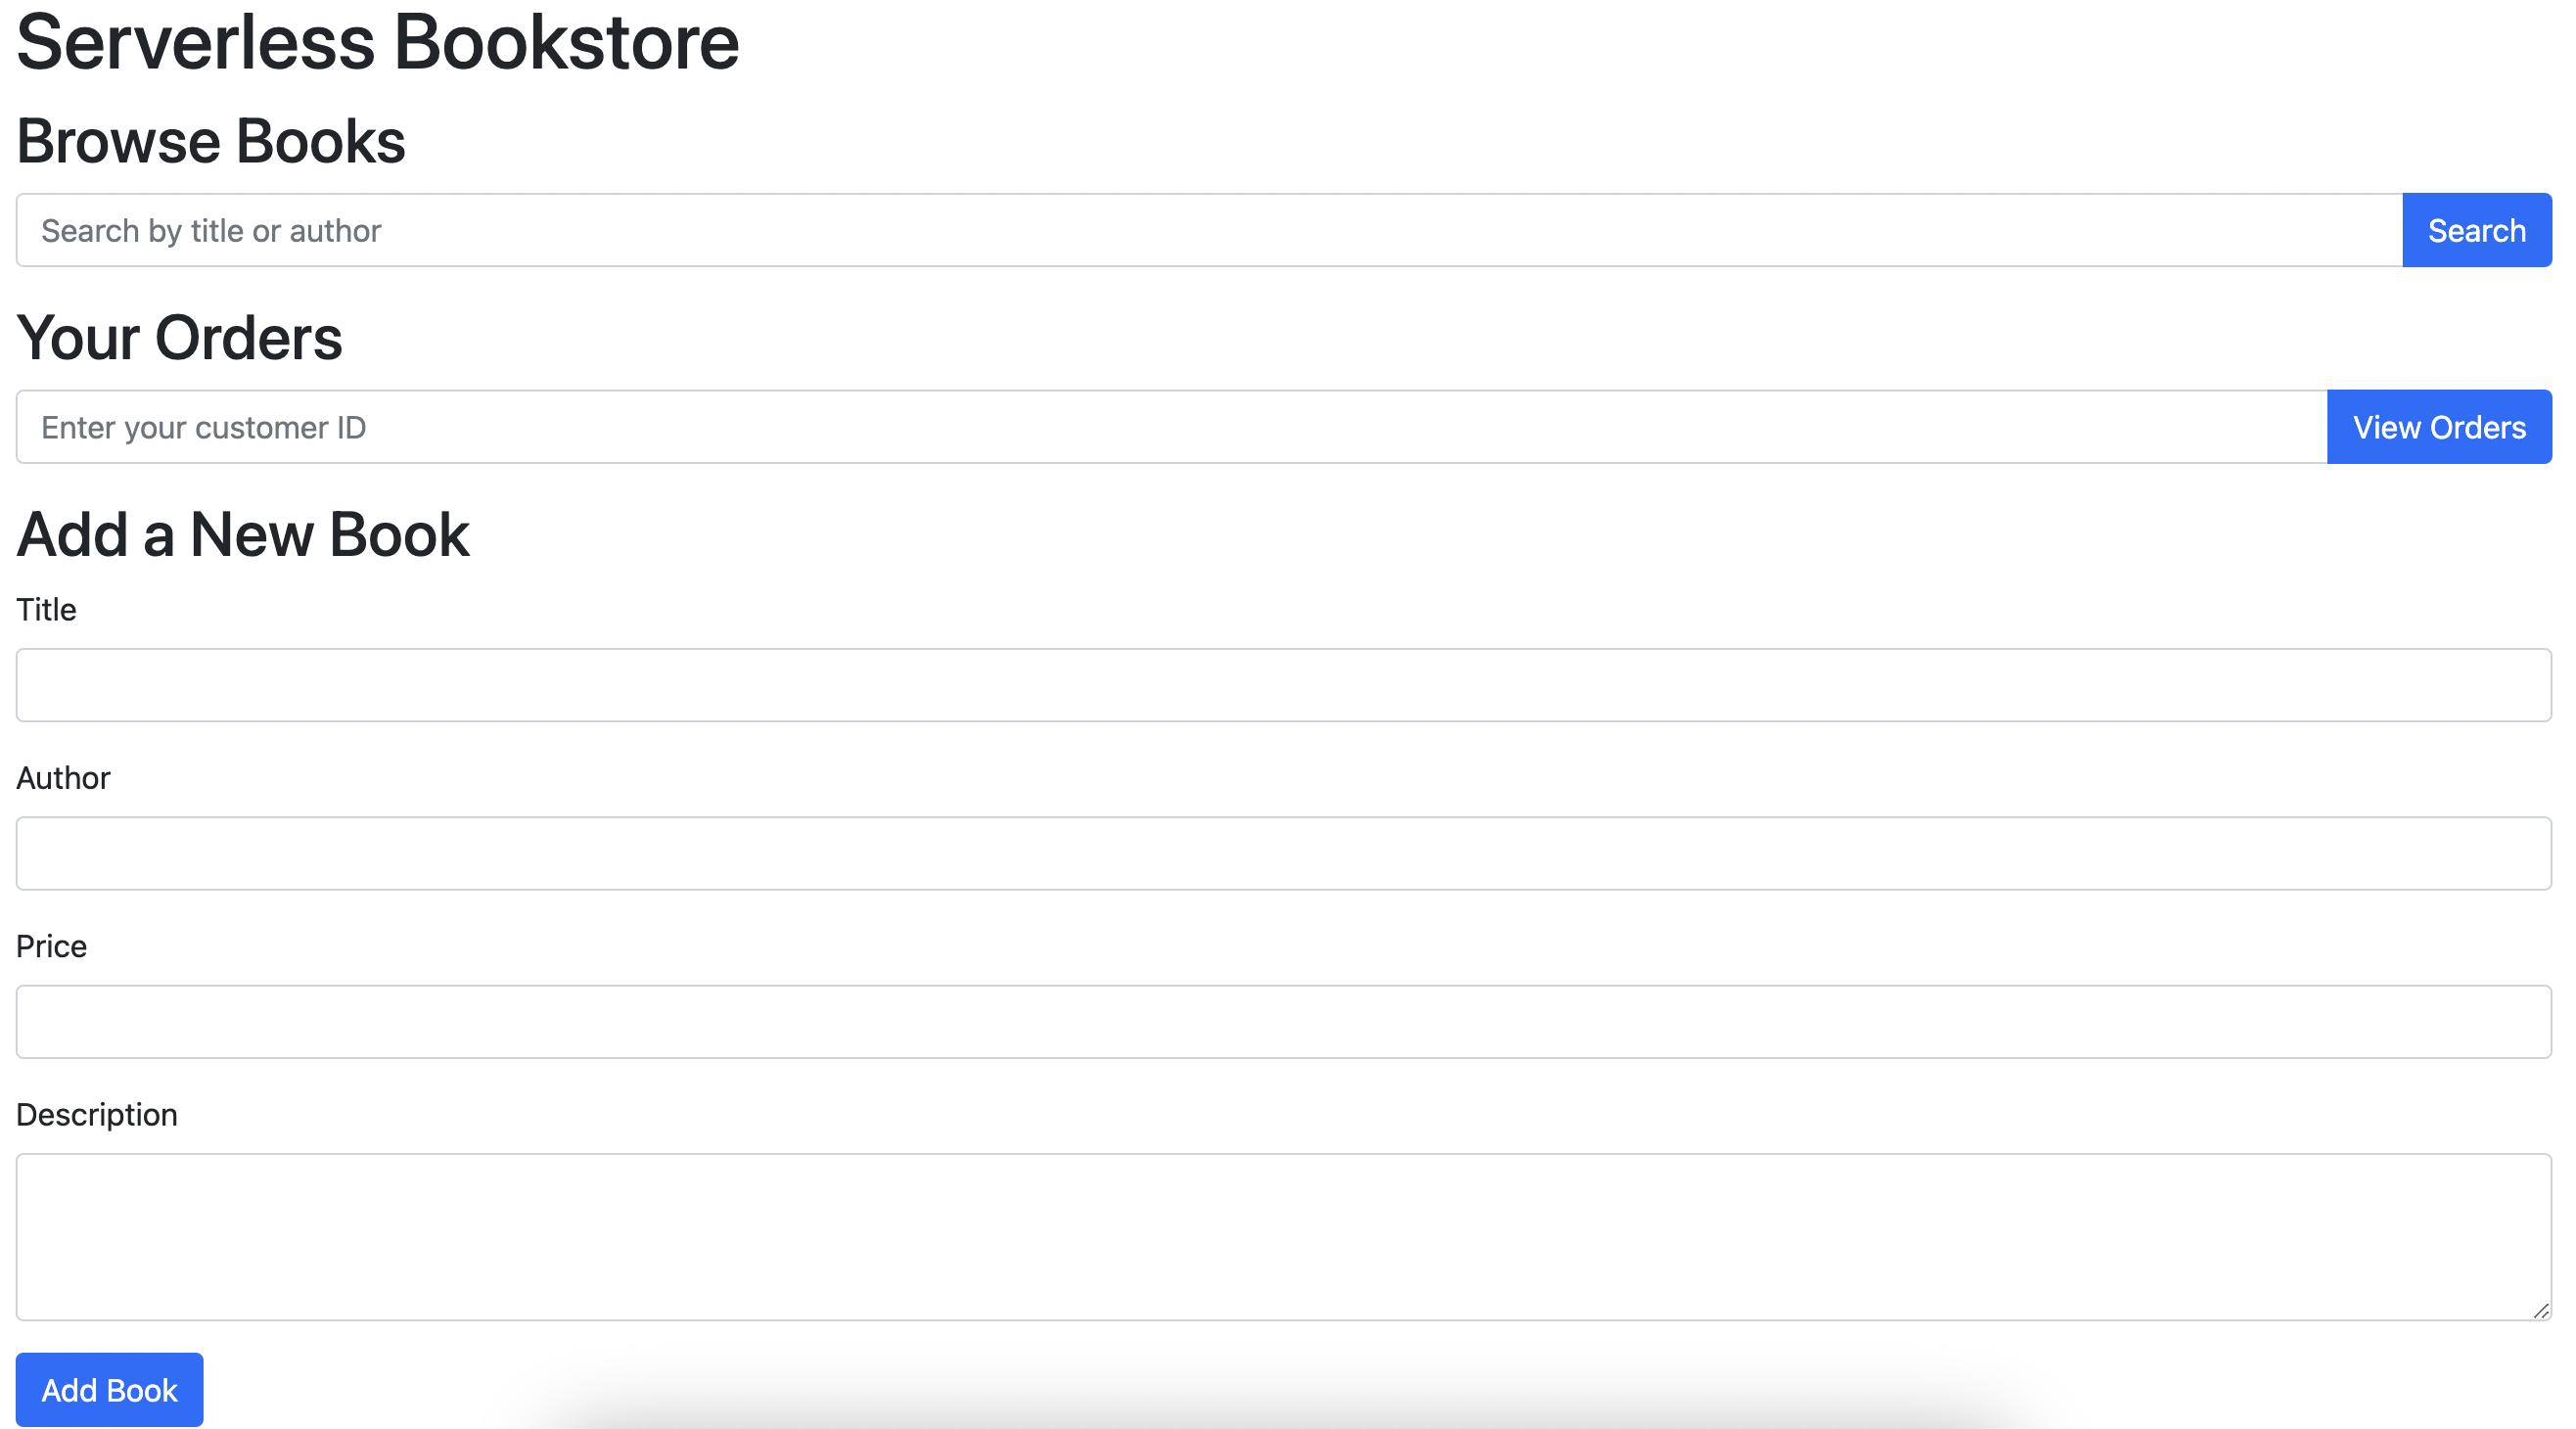 Serverless Bookstore
Browse Books
Search by title or author
Search
Your Orders
Enter your customer ID
View Orders
Add a New Book
Title
Author
Price
Description
Add Book